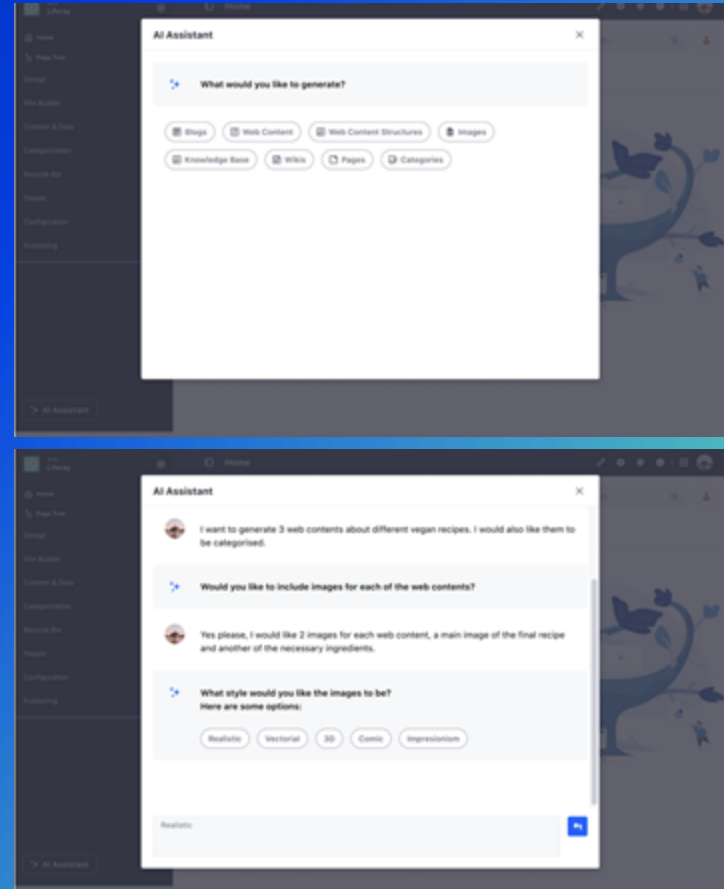 Liferay
Home
AI Assistant
Home
Page Tree
What would you like to generate?
Design
Site Builder
Content & Data
Blogs
Web Content
Web Content Structures
Images
Categorization
Knowledge Base
Wikis
Pages
Categories
Recycle Bin
People
Configuration
Publishing
AI Assistant
Liferay
Home
AI Assistant
Home
Page Tree
I want to generate 3 web contents about different vegan recipes. I would also like them to
be categorised.
Design
Site Builder
Content & Data
Would you like to include images for each of the web contents?
Categorization
Recycle Bin
Yes please, I would like 2 images for each web content, a main image of the final recipe
and another of the necessary ingredients.
People
Configuration
What style would you like the images to be?
Here are some options:
Publishing
Realistic
Vectorial
3D
Comic
Impresionism
Realistic
AI Assistant